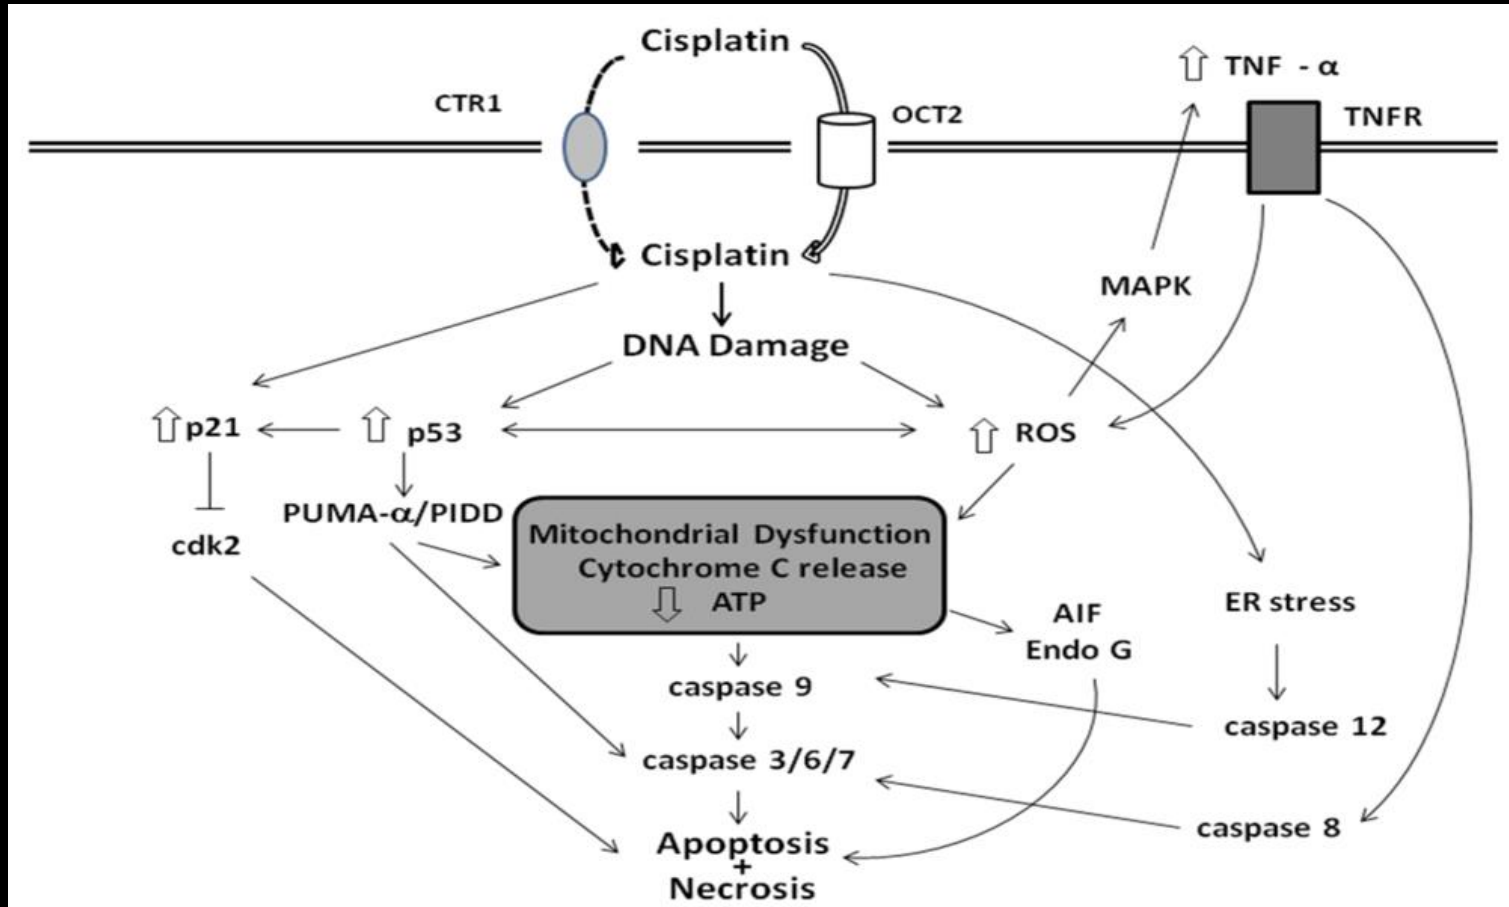 Cisplatin
TNF - α
CTR1
OCT2
TNFR
Cisplatin
MAPK
DNA Damage
p21
p53
ROS
PUMA-α/PIDD
cdk2
Mitochondrial Dysfunction
Cytochrome C release
ATP
AIF
Endo G
ER stress
caspase 9
caspase 12
caspase 3/6/7
caspase 8
Apoptosis
+
Necrosis